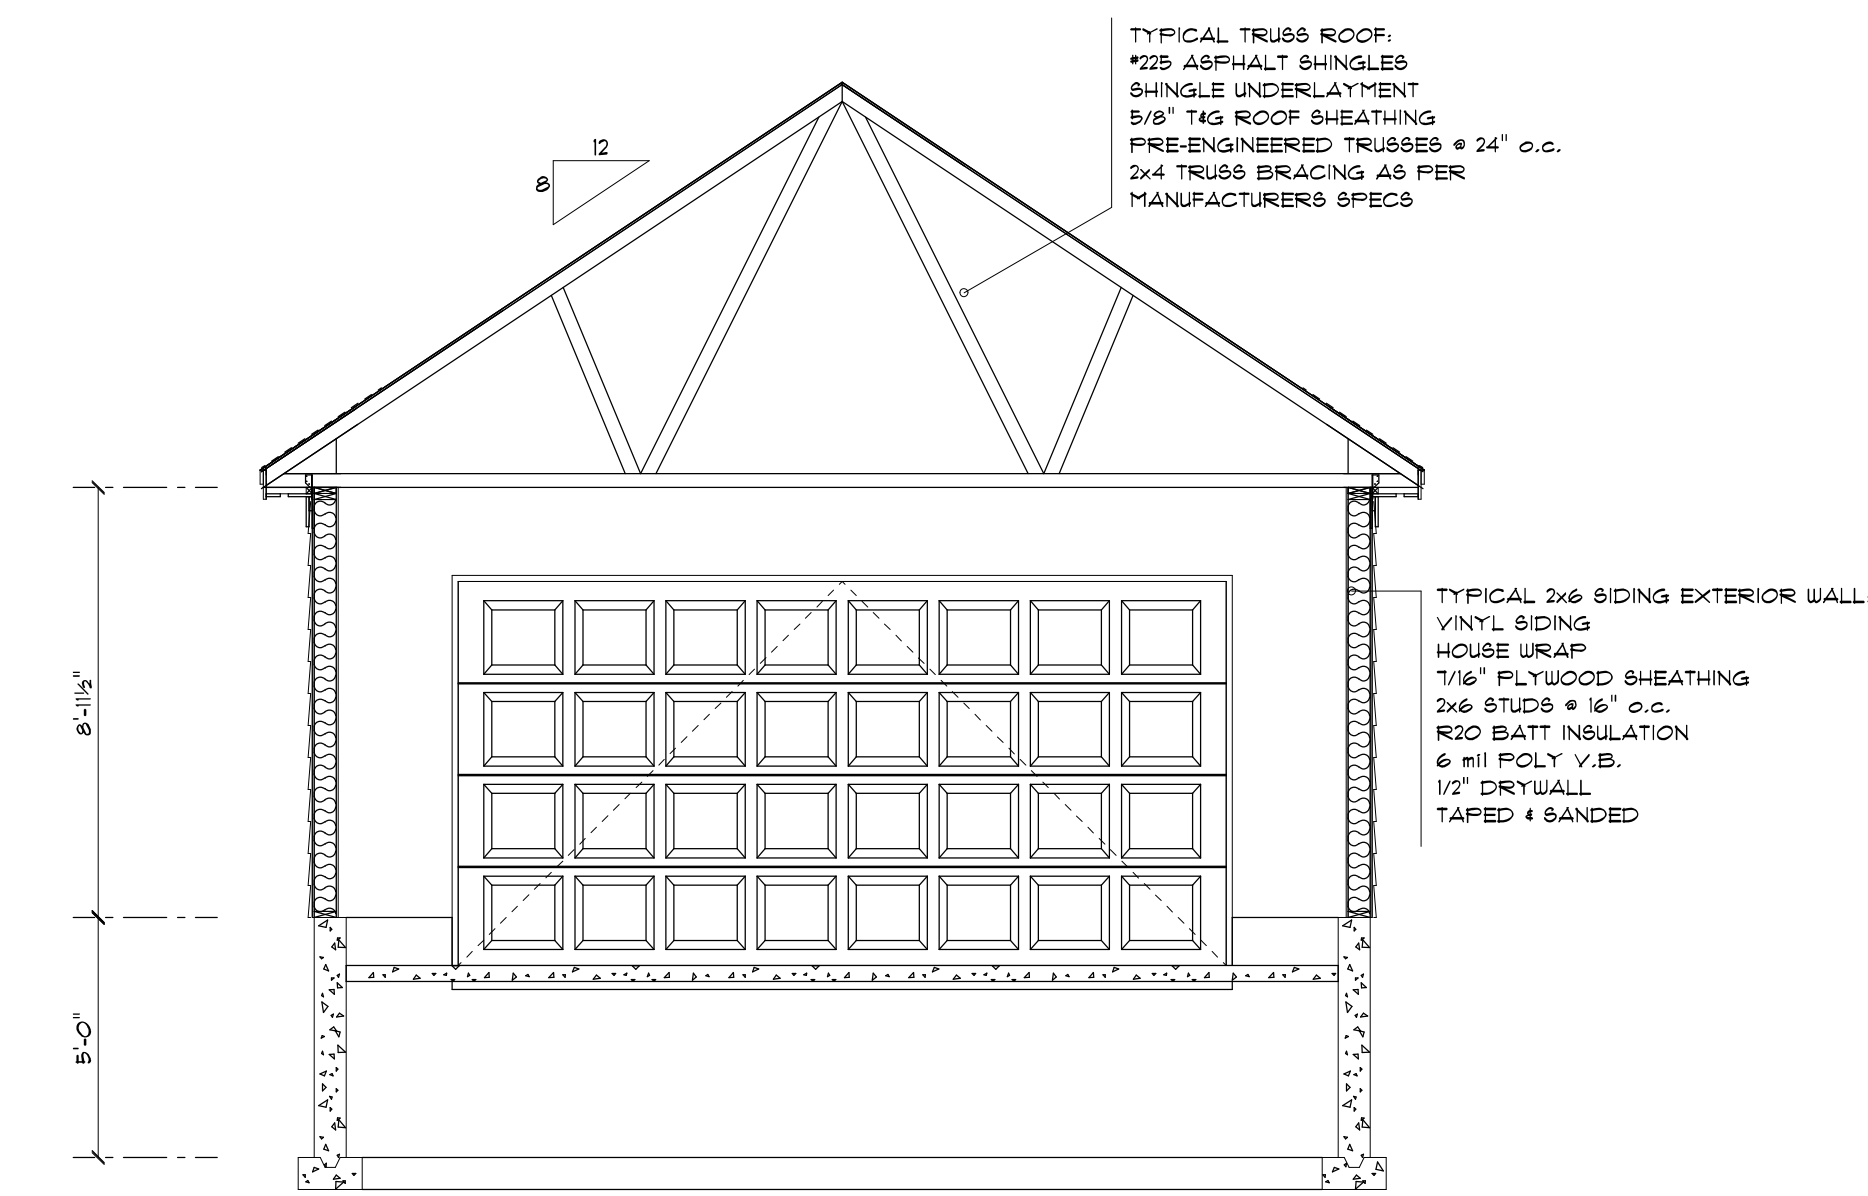 TYPICAL TRUSS ROOF:
#225 ASPHALT SHINGLES
SHINGLE UNDERLAYMENT
5/8" T&G ROOF SHEATHING
PRE-ENGINEERED TRUSSES @ 24" o.c.
2x4 TRUSS BRACING AS PER
MANUFACTURERS SPECS
12
8
TYPICAL 2x6 SIDING EXTERIOR WALL:
VINYL SIDING
HOUSE WRAP
7/16" PLYWOOD SHEATHING
2x6 STUDS @ 16" o.c.
R20 BATT INSULATION
6 mil POLY V.B.
1/2" DRYWALL
TAPED & SANDED
8'-11½"
5'-0"